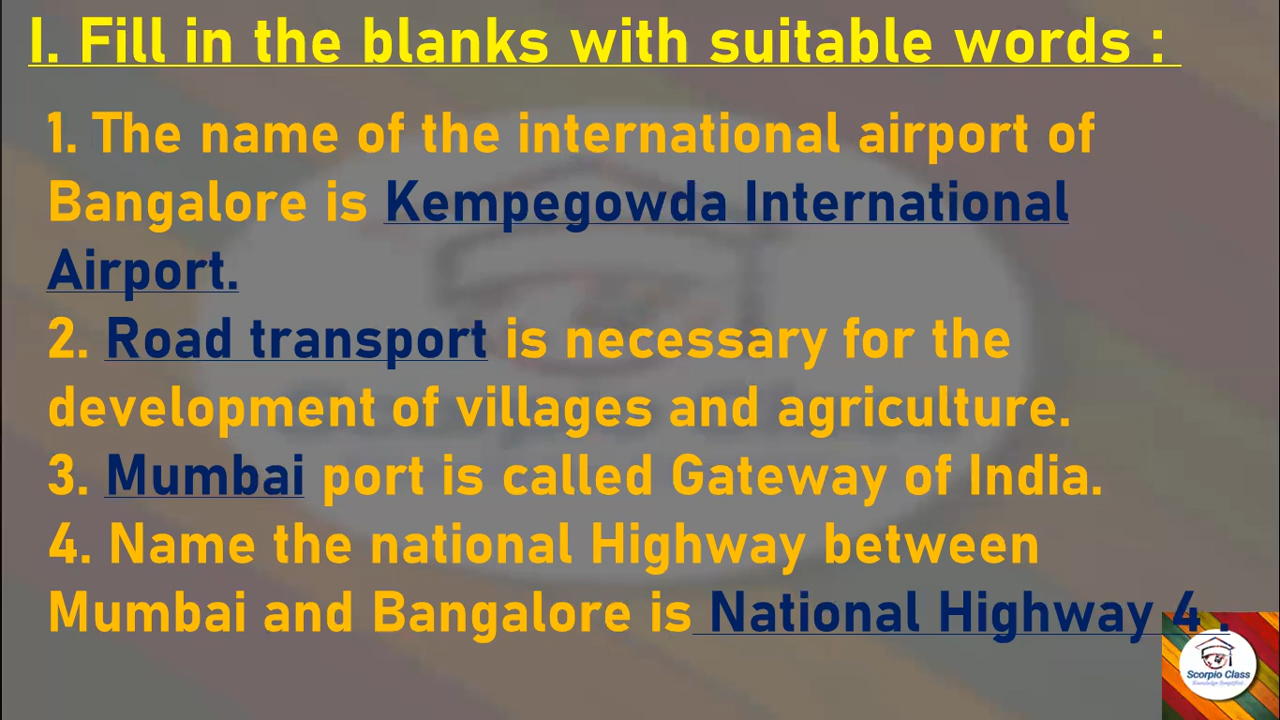 I. Fill in the blanks with suitable words :
1. The name of the international airport of
Bangalore is Kempegowda International
Airport.
2. Road transport is necessary for the
development of villages and agriculture.
3. Mumbai port is called Gateway of India.
4. Name the national Highway between
Mumbai and Bangalore is National Highway 4 .
Scorpio Class